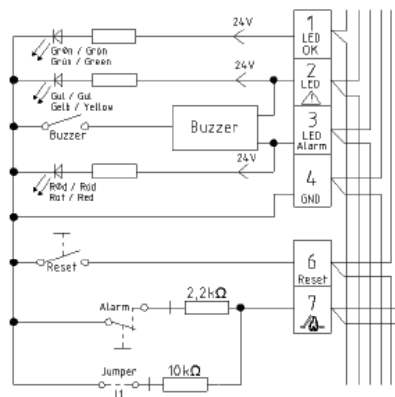 24V
1
LED
OK
Grøn / Grön
Grün / Green
24V
2
LED
Gul / Gul
Gelb / Yellow
Buzzer
Buzzer
3
LED
Alarm
24V
Rød / Röd
Rot / Red
4
GND
Reset
6
Reset
Alarm
2,2kΩ
7
Jumper
J1
10kΩ